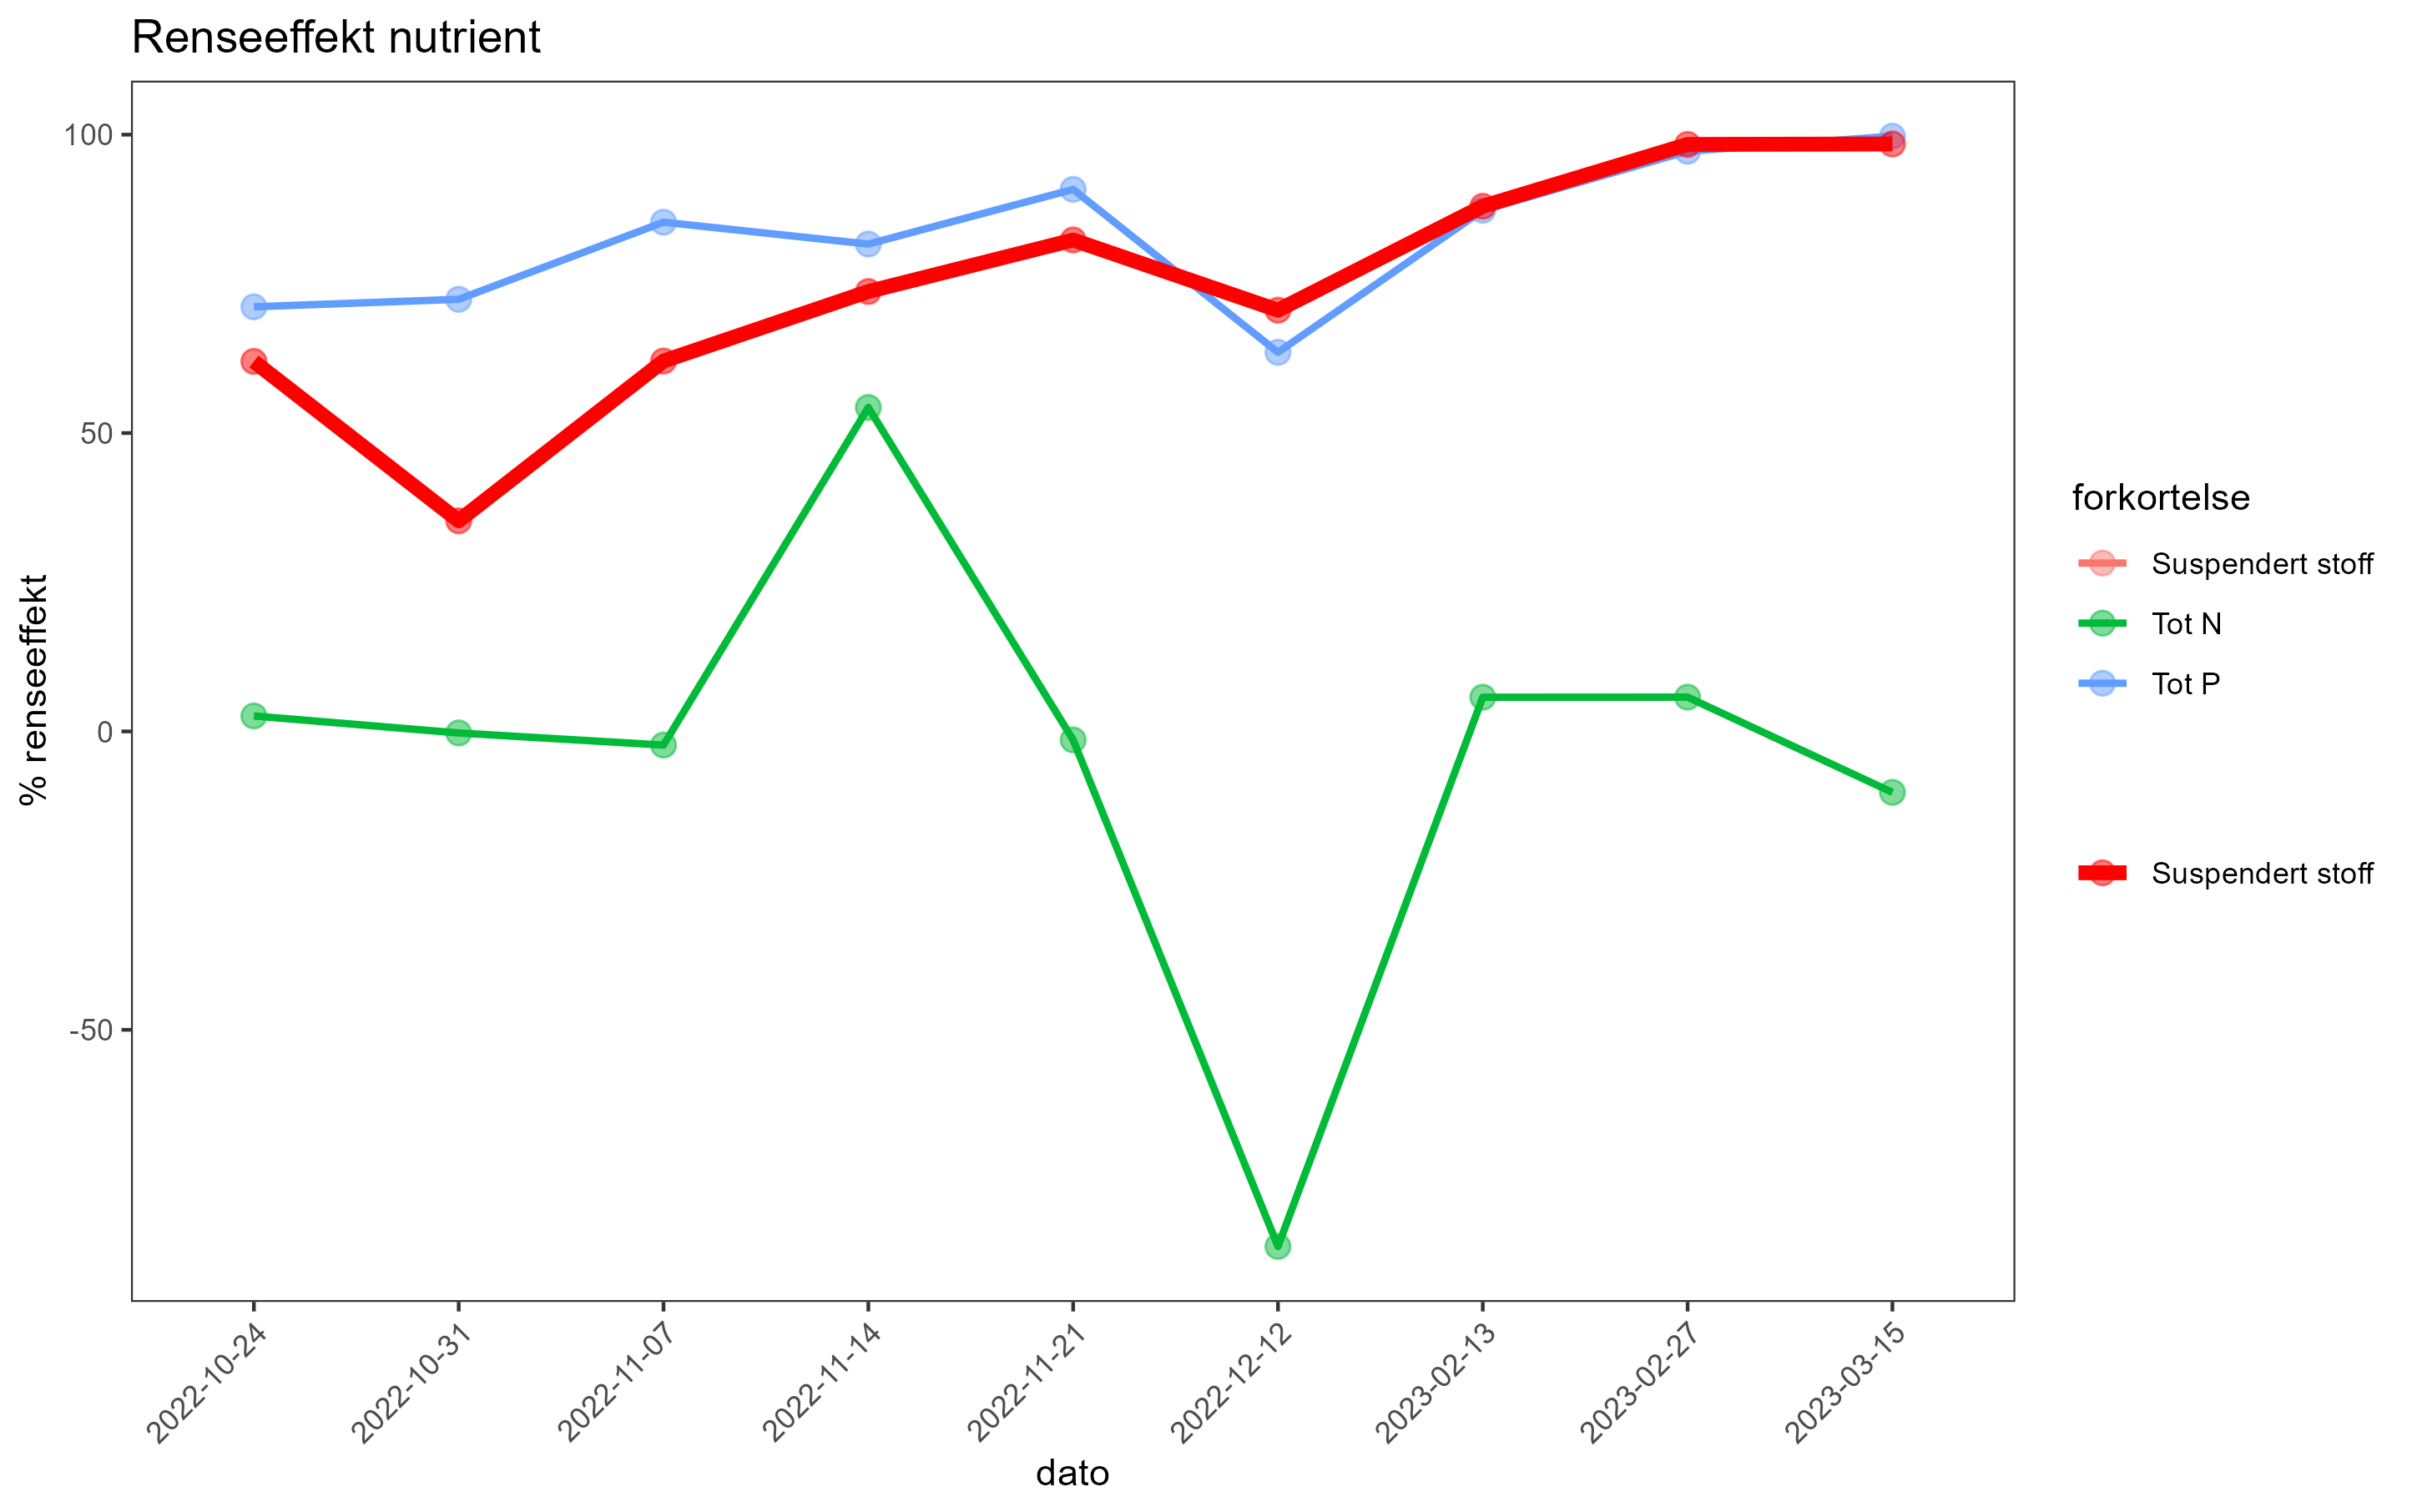 Renseeffekt nutrient
% renseeffekt
100
50
0
-50
2022-10-24
2022-10-31
2022-11-07
2022-11-14
2022-11-21
2022-12-12
2023-02-13
2023-02-27
2023-03-15
dato
forkortelse
Suspendert stoff
Tot N
Tot P
Suspendert stoff